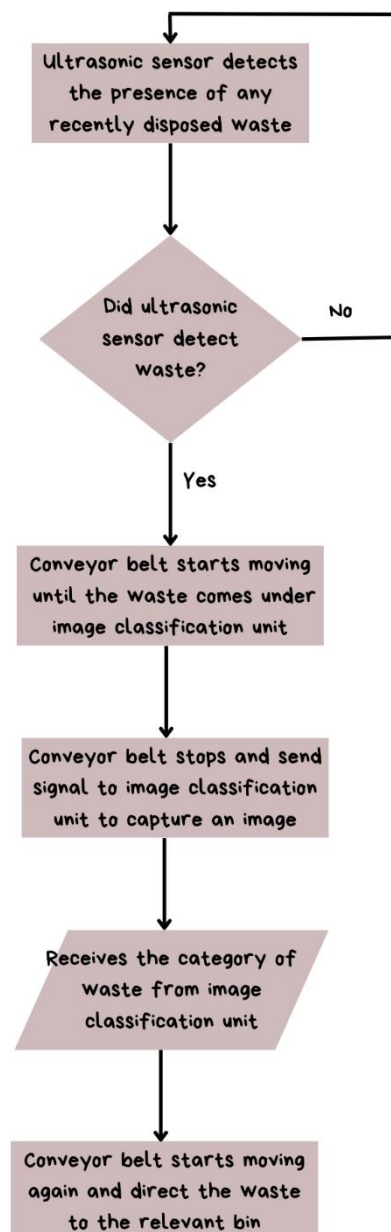 Ultrasonic sensor detects
the presence of any
recently disposed waste
Did ultrasonic
sensor detect
waste?
No
Yes
Conveyor belt starts moving
until the waste comes under
image classification unit
Conveyor belt stops and send
signal to image classification
unit to capture an image
Receives the category of
waste from image
classification unit
Conveyor belt starts moving
again and direct the waste
to the relevant bin